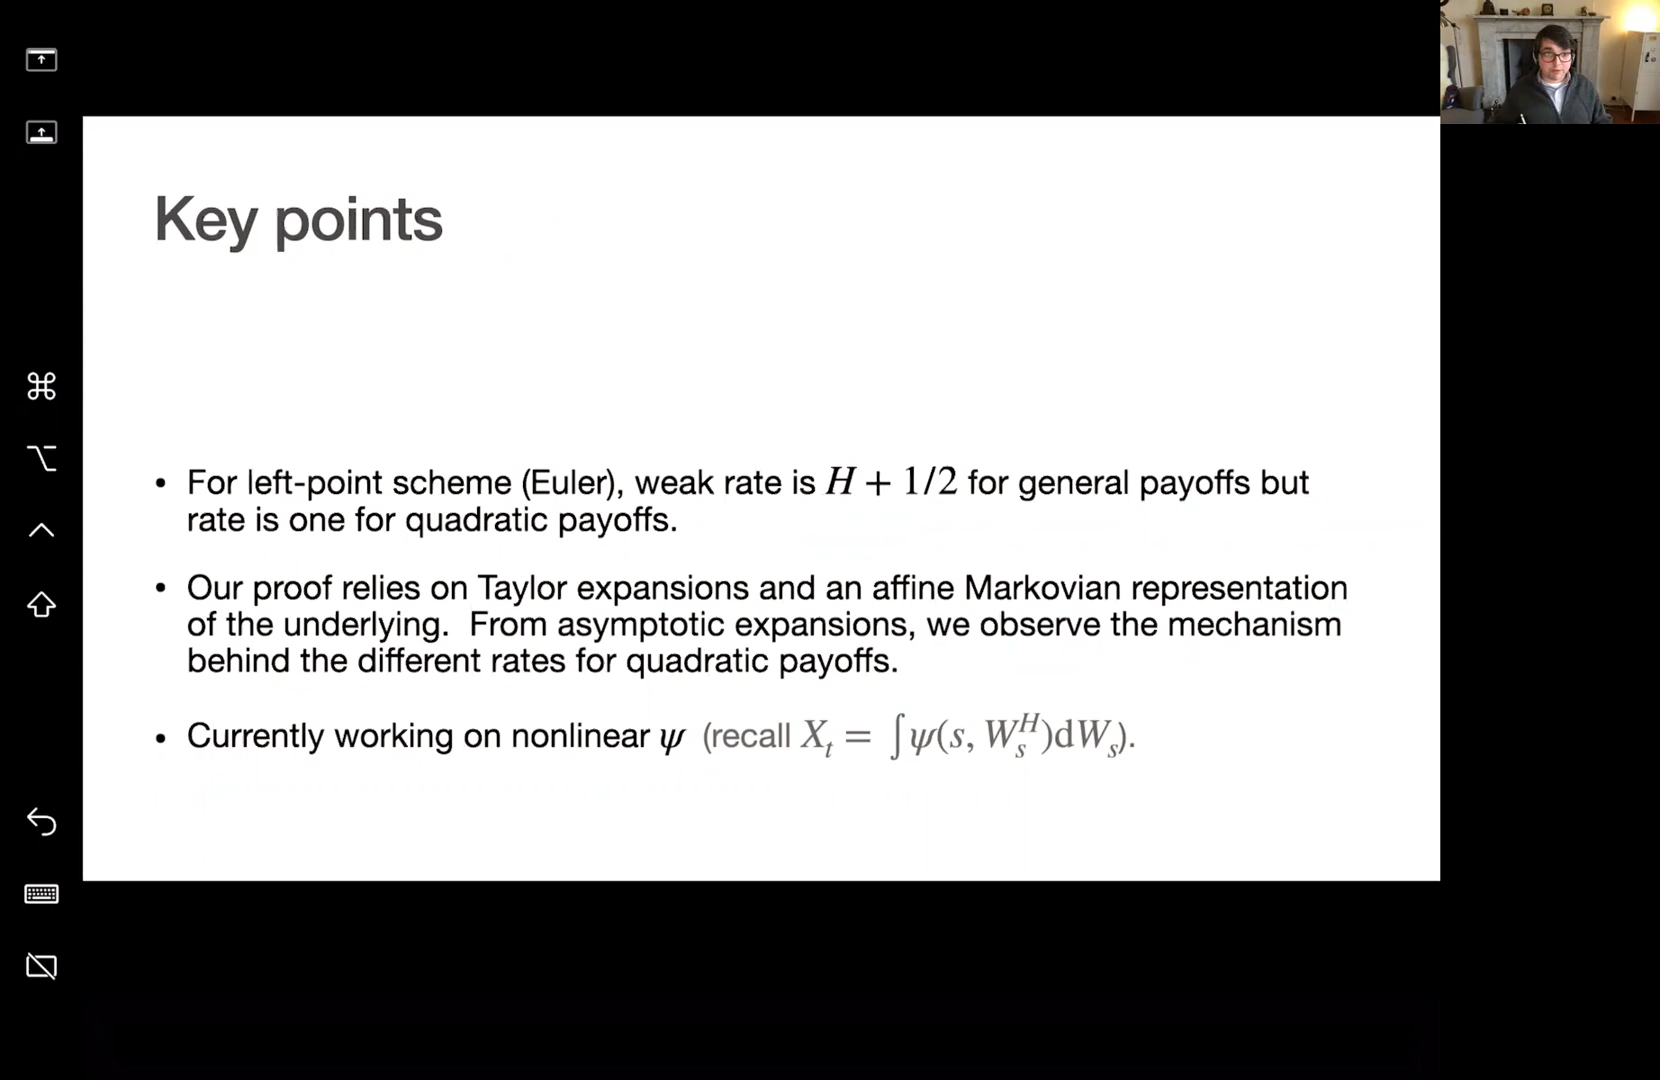 Key points
• For left-point scheme (Euler), weak rate is H + 1/2 for general payoffs but
rate is one for quadratic payoffs.
• Our proof relies on Taylor expansions and an affine Markovian representation
of the underlying. From asymptotic expansions, we observe the mechanism
behind the different rates for quadratic payoffs.
• Currently working on nonlinear ψ (recall X_t = ∫ψ(s, W_s^H)dW_s).